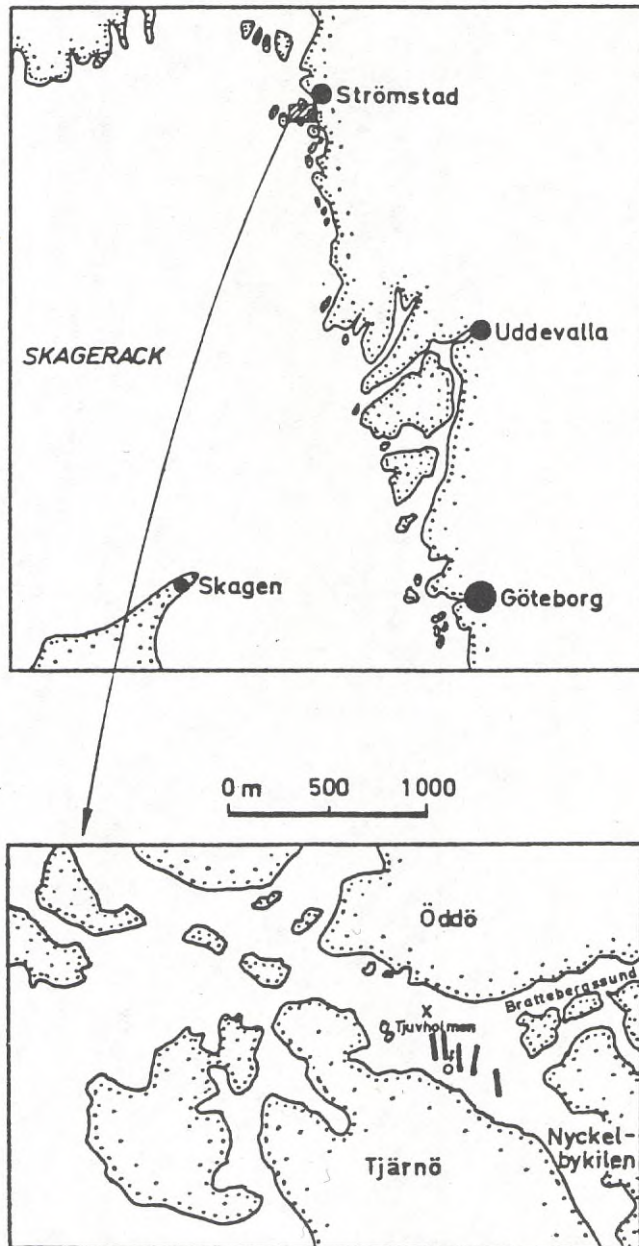 Strömstad
Uddevalla
SKAGERACK
Skagen
Göteborg
0 m 500 1000
Öddö
Brattebergssund
x
Tjuvholmen
Nyckel-
bykilen
Tjärnö